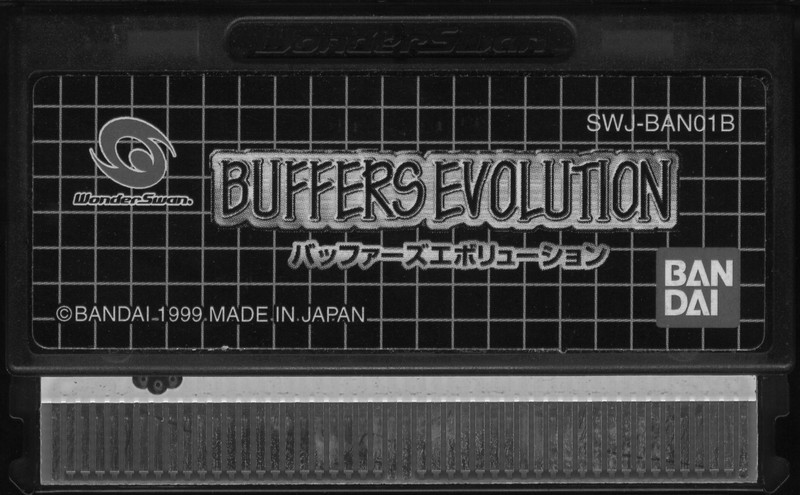 WonderSwan
SWJ-BAN01B
WonderSwan.
BUFFERS EVOLUTION
バッファーズエボリューション
BAN
DAI
©BANDAI 1999 MADE IN JAPAN